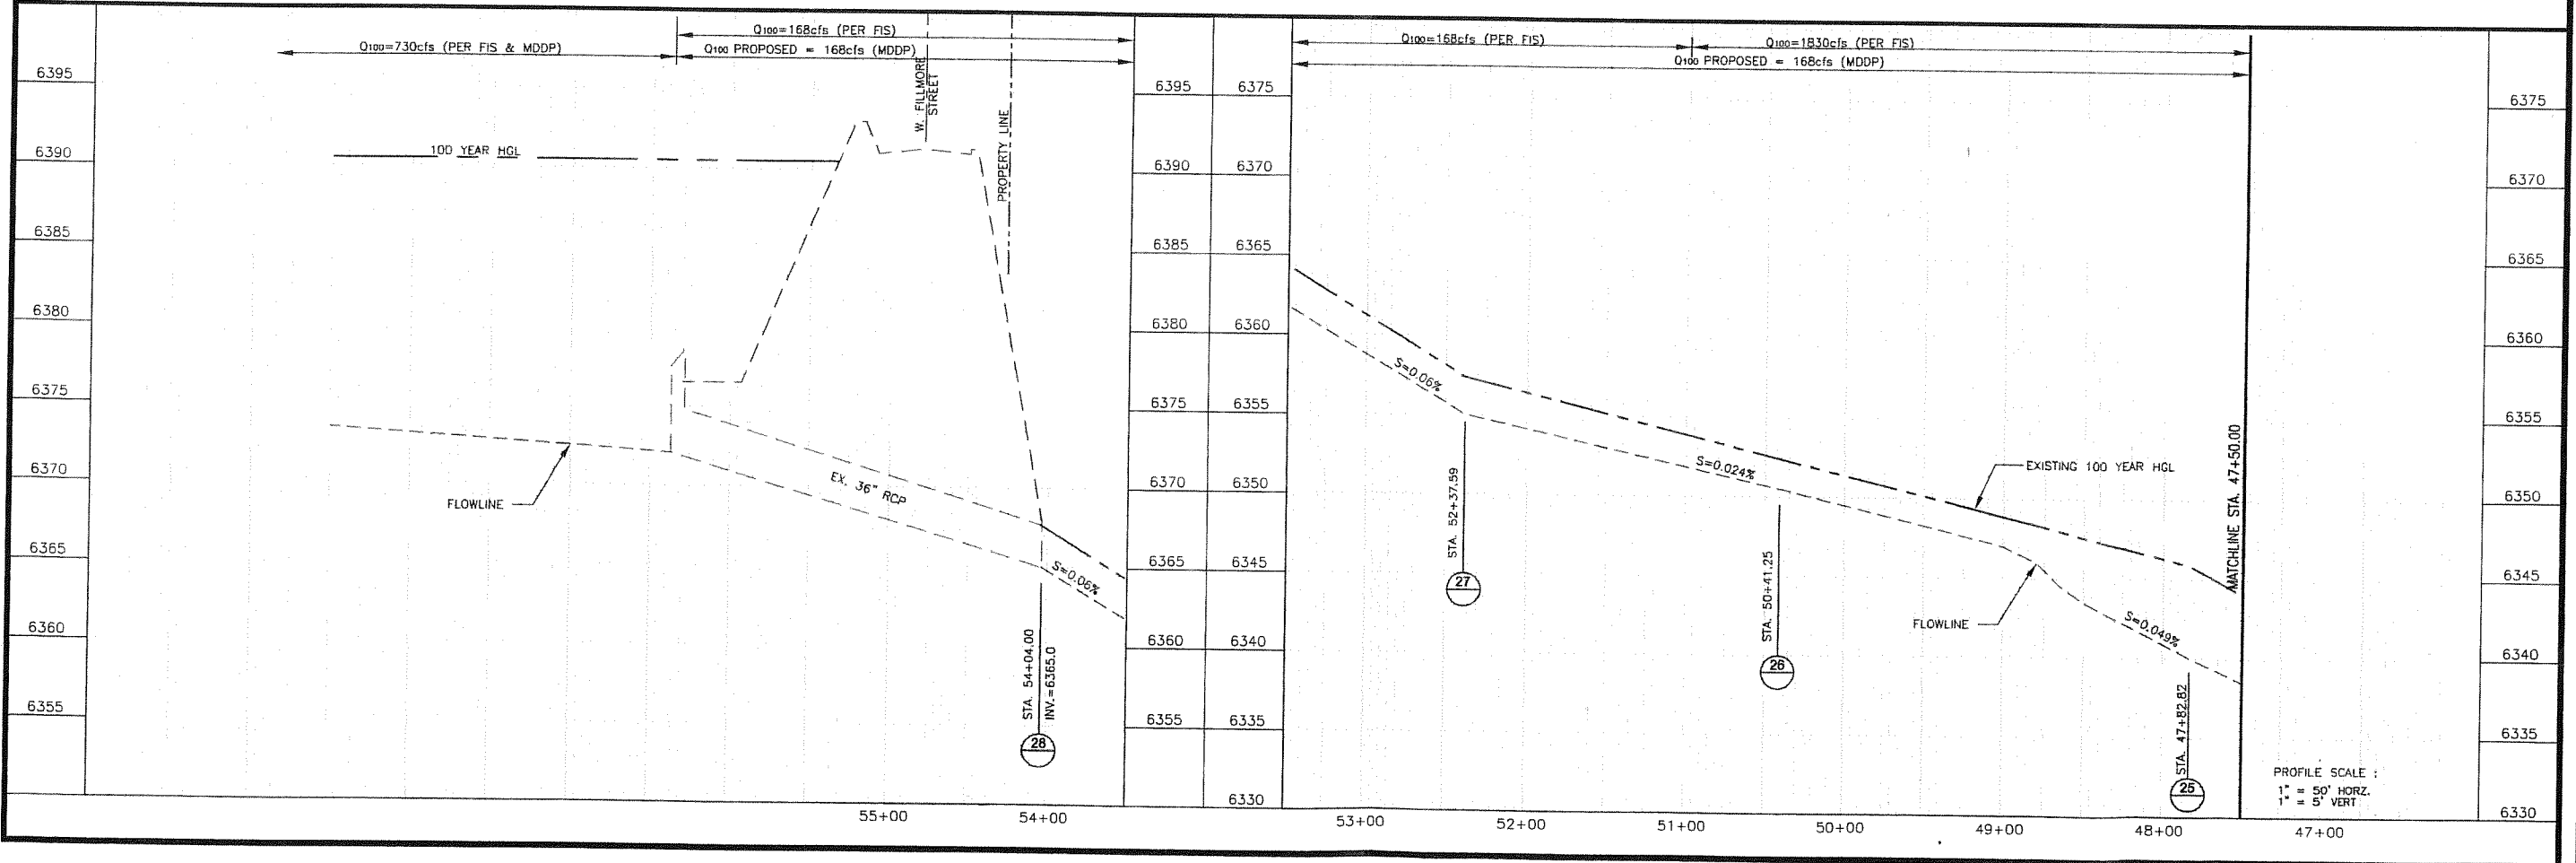 Q100=168cfs (PER FIS)
Q100=730cfs (PER FIS & MDDP)
Q100 PROPOSED = 168cfs (MDDP)
Q100=168cfs (PER FIS)
Q100=1830cfs (PER FIS)
Q100 PROPOSED = 168cfs (MDDP)
6395
6390
6385
6380
6375
6370
6365
6360
6355
W. FILLMORE
STREET
PROPERTY LINE
100 YEAR HGL
FLOWLINE
EX. 36" RCP
S=0.06%
STA. 54+04.00
INV.=6365.0
28
55+00
54+00
6395
6390
6385
6380
6375
6370
6365
6360
6355
6375
6370
6365
6360
6355
6350
6345
6340
6335
6330
S=0.06%
STA. 52+37.59
27
S=0.024%
STA. 50+41.25
26
EXISTING 100 YEAR HGL
FLOWLINE
S=0.049%
STA. 47+82.82
25
MATCHLINE STA. 47+50.00
53+00
52+00
51+00
50+00
49+00
48+00
47+00
6375
6370
6365
6360
6355
6350
6345
6340
6335
6330
PROFILE SCALE :
1" = 50' HORZ.
1" = 5' VERT